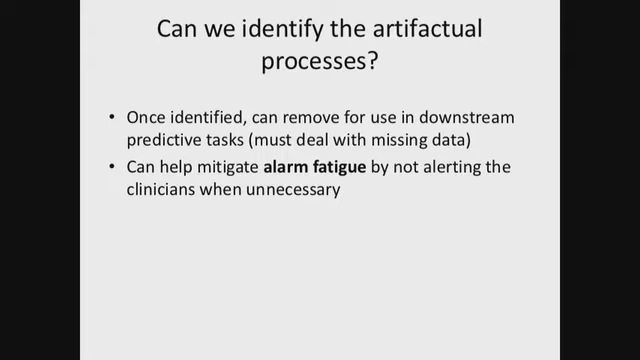 Can we identify the artifactual
processes?
• Once identified, can remove for use in downstream
predictive tasks (must deal with missing data)
• Can help mitigate alarm fatigue by not alerting the
clinicians when unnecessary